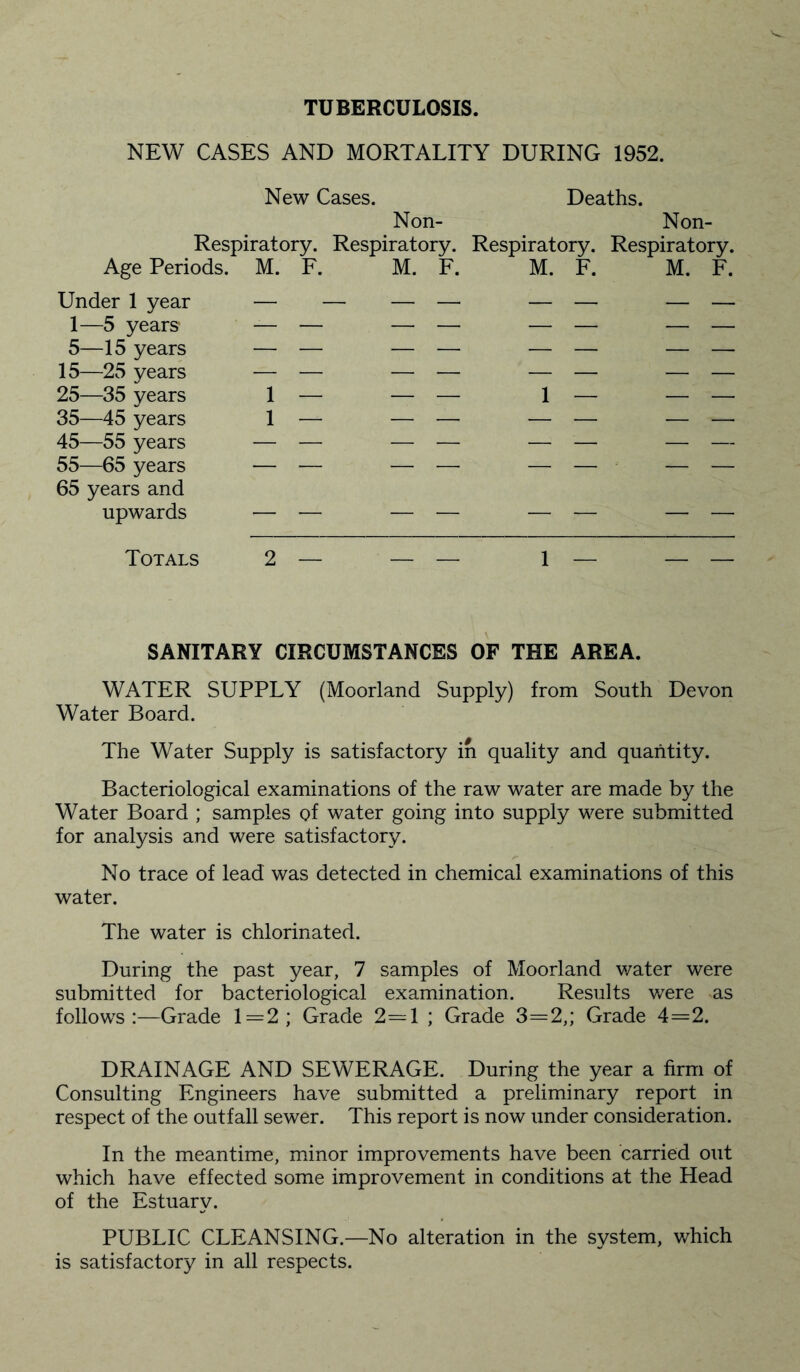 TUBERCULOSIS.
NEW CASES AND MORTALITY DURING 1952.
New Cases. Deaths.
Non- Non-
Respiratory. Respiratory. Respiratory. Respiratory.
Age Periods. M. F. M. F. M. F. M. F.
Under 1 year — — — — — — — —
1—5 years — — — — — — — —
5—15 years — — — — — — — —
15—25 years — — — — — — — —
25—35 years 1 — — — 1 — — —
35—45 years 1 — — — — — — —
45—55 years — — — — — — — —
55—65 years — — — — — — — —
65 years and
upwards — — — — — — — —
TOTALS 2 — — — 1 — — —
SANITARY CIRCUMSTANCES OF THE AREA.
WATER SUPPLY (Moorland Supply) from South Devon
Water Board.
The Water Supply is satisfactory in quality and quantity.
Bacteriological examinations of the raw water are made by the
Water Board ; samples of water going into supply were submitted
for analysis and were satisfactory.
No trace of lead was detected in chemical examinations of this
water.
The water is chlorinated.
During the past year, 7 samples of Moorland water were
submitted for bacteriological examination. Results were as
follows :—Grade 1=2 ; Grade 2=1 ; Grade 3=2,; Grade 4=2.
DRAINAGE AND SEWERAGE. During the year a firm of
Consulting Engineers have submitted a preliminary report in
respect of the outfall sewer. This report is now under consideration.
In the meantime, minor improvements have been carried out
which have effected some improvement in conditions at the Head
of the Estuary.
PUBLIC CLEANSING.—No alteration in the system, which
is satisfactory in all respects.